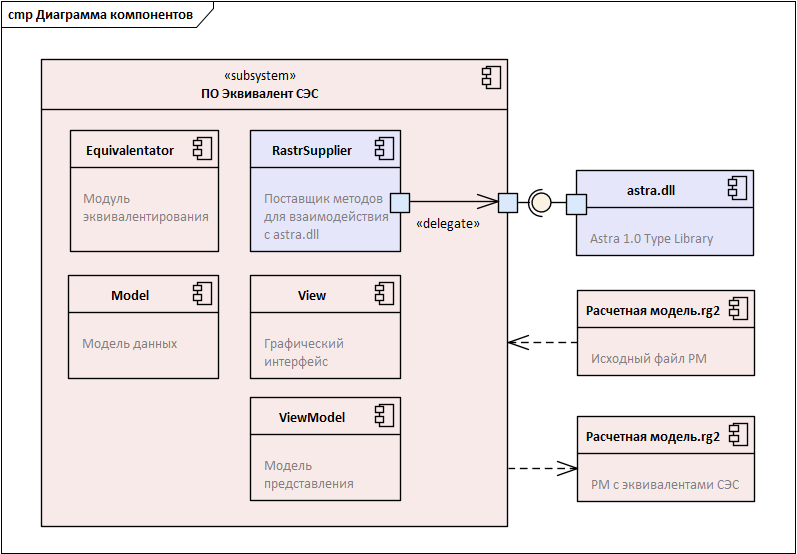 cmp Диаграмма компонентов
«subsystem»
ПО Эквивалент СЭС
Equivalentator
Модуль
эквивалентирования
RastrSupplier
Поставщик методов
для взаимодействия
с astra.dll
«delegate»
astra.dll
Astra 1.0 Type Library
Model
Модель данных
View
Графический
интерфейс
Расчетная модель.rg2
Исходный файл РМ
ViewModel
Модель
представления
Расчетная модель.rg2
РМ с эквивалентами СЭС